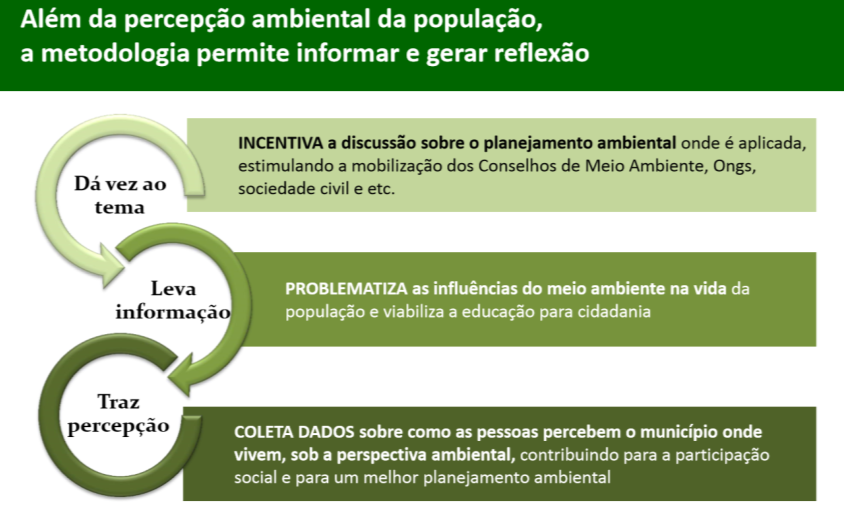 Além da percepção ambiental da população,
a metodologia permite informar e gerar reflexão
Dá vez ao
tema
INCENTIVA a discussão sobre o planejamento ambiental onde é aplicada,
estimulando a mobilização dos Conselhos de Meio Ambiente, Ongs,
sociedade civil e etc.
Leva
informação
PROBLEMATIZA as influências do meio ambiente na vida da
população e viabiliza a educação para cidadania
Traz
percepção
COLETA DADOS sobre como as pessoas percebem o município onde
vivem, sob a perspectiva ambiental, contribuindo para a participação
social e para um melhor planejamento ambiental